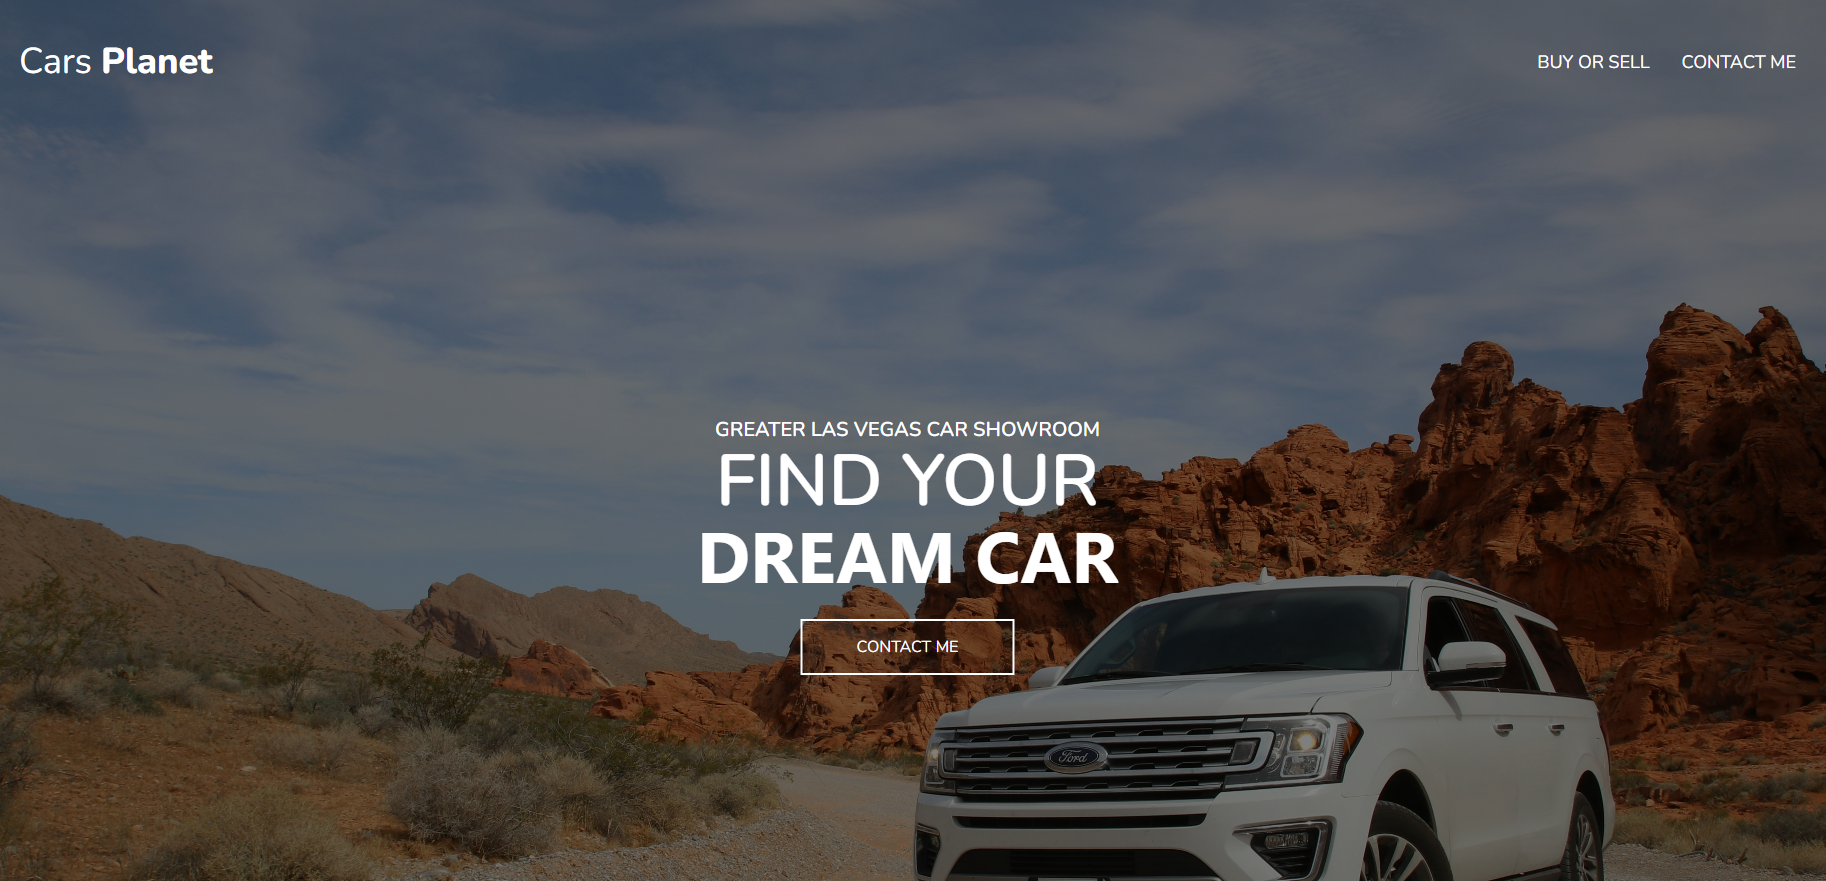 Cars Planet
BUY OR SELL
CONTACT ME
GREATER LAS VEGAS CAR SHOWROOM
FIND YOUR
DREAM CAR
CONTACT ME
Ford